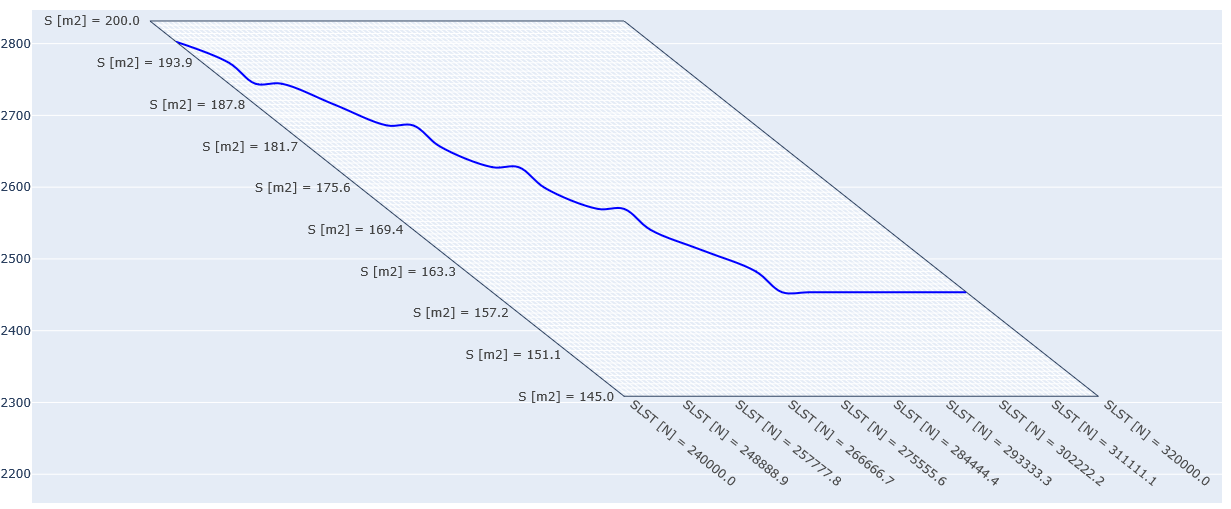 S [m2] = 200.0
2800
S [m2] = 193.9
S [m2] = 187.8
2700
S [m2] = 181.7
2600
S [m2] = 175.6
S [m2] = 169.4
2500
S [m2] = 163.3
2400
S [m2] = 157.2
S [m2] = 151.1
2300
S [m2] = 145.0
2200
SLST [N] = 240000.0
SLST [N] = 248888.9
SLST [N] = 257777.8
SLST [N] = 266666.7
SLST [N] = 275555.6
SLST [N] = 284444.4
SLST [N] = 293333.3
SLST [N] = 302222.2
SLST [N] = 311111.1
SLST [N] = 320000.0